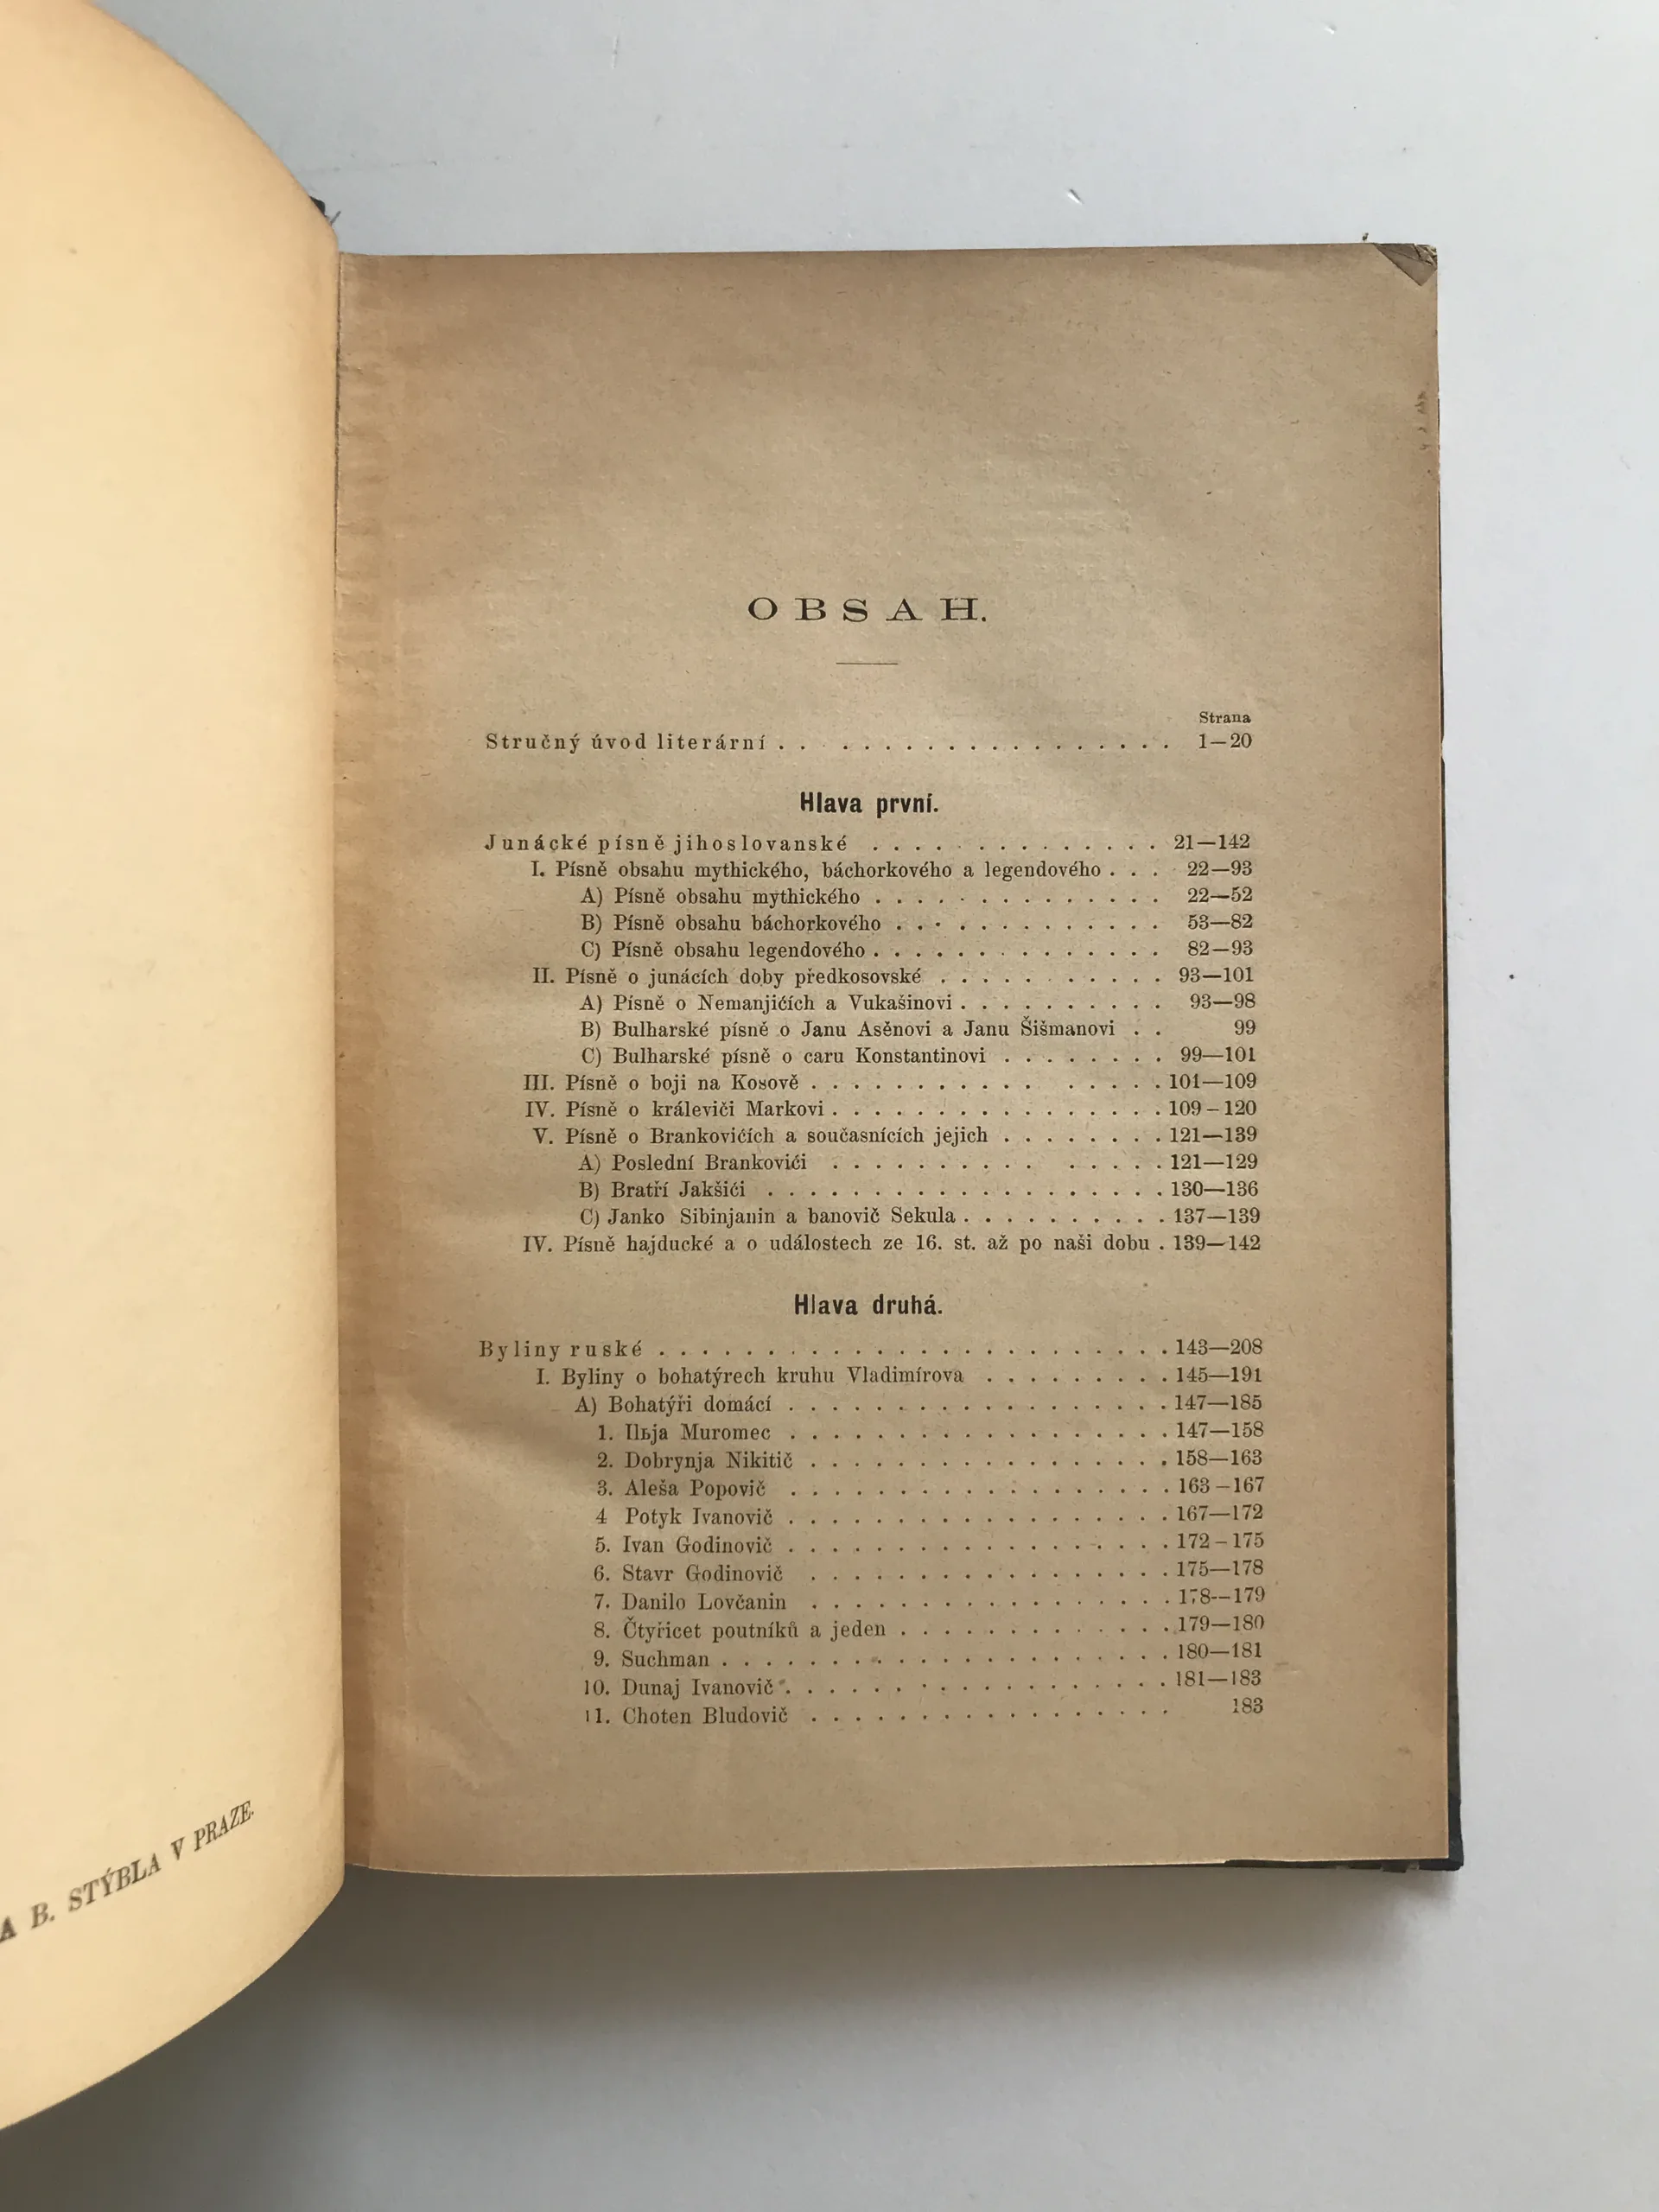 A B. STÝBLA V PRAZE.
OBSAH.
Strana
Stručný úvod literární . . . . . . . . . . . . . . . . . . . 1—20
Hlava první.
Junácké písně jihoslovanské . . . . . . . . . . . . . . 21—142
I. Písně obsahu mythického, báchorkového a legendového . . . 22—93
A) Písně obsahu mythického . . . . . . . . . . . . . . 22—52
B) Písně obsahu báchorkového . . . . . . . . . . . . . 53—82
C) Písně obsahu legendového . . . . . . . . . . . . . . 82—93
II. Písně o junácích doby předkosovské . . . . . . . . . . . 93—101
A) Písně o Nemanjićích a Vukašinovi . . . . . . . . . . 93—98
B) Bulharské písně o Janu Asěnovi a Janu Šišmanovi . . 99
C) Bulharské písně o caru Konstantinovi . . . . . . . . 99—101
III. Písně o boji na Kosově . . . . . . . . . . . . . . . . 101—109
IV. Písně o králeviči Markovi . . . . . . . . . . . . . . . . 109—120
V. Písně o Brankovićích a současnících jejich . . . . . . . . 121—139
A) Poslední Brankovići . . . . . . . . . . . . . . . 121—129
B) Bratří Jakšići . . . . . . . . . . . . . . . . . . . 130—136
C) Janko Sibinjanin a banovič Sekula . . . . . . . . . . 137—139
IV. Písně hajducké a o událostech ze 16. st. až po naši dobu . 139—142
Hlava druhá.
Byliny ruské . . . . . . . . . . . . . . . . . . . . . . . . 143—208
I. Byliny o bohatýrech kruhu Vladimírova . . . . . . . . . 145—191
A) Bohatýři domácí . . . . . . . . . . . . . . . . . . 147—185
1. Ilьja Muromec . . . . . . . . . . . . . . . . . . 147—158
2. Dobrynja Nikitič . . . . . . . . . . . . . . . . . 158—163
3. Aleša Popovič . . . . . . . . . . . . . . . . . . 163—167
4 Potyk Ivanovič . . . . . . . . . . . . . . . . . . 167—172
5. Ivan Godinovič . . . . . . . . . . . . . . . . . . 172—175
6. Stavr Godinovič . . . . . . . . . . . . . . . . . 175—178
7. Danilo Lovčanin . . . . . . . . . . . . . . . . . 178—179
8. Čtyřicet poutníků a jeden . . . . . . . . . . . . . 179—180
9. Suchman . . . . . . . . . . . . . . . . . . . . . 180—181
10. Dunaj Ivanovič . . . . . . . . . . . . . . . . . . 181—183
11. Choten Bludovič . . . . . . . . . . . . . . . . . 183